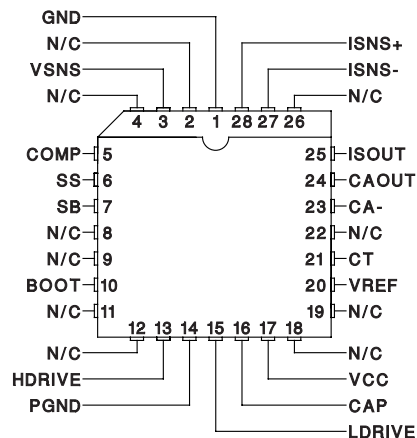 GND
N/C
VSNS
N/C
ISNS+
ISNS-
N/C
4 3 2 1 28 27 26
COMP 5
SS 6
SB 7
N/C 8
N/C 9
BOOT 10
N/C 11
25 ISOUT
24 CAOUT
23 CA-
22 N/C
21 CT
20 VREF
19 N/C
12 13 14 15 16 17 18
N/C
HDRIVE
PGND
N/C
VCC
CAP
LDRIVE